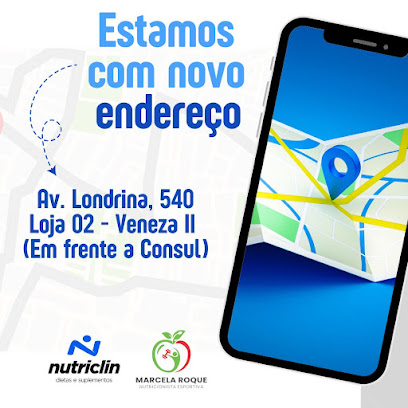 Estamos
com novo
endereço
Av. Londrina, 540
Loja 02 - Veneza II
(Em frente a Consul)
nutriclin
dietas e suplementos
MARCELA ROQUE
NUTRICIONISTA ESPORTIVA